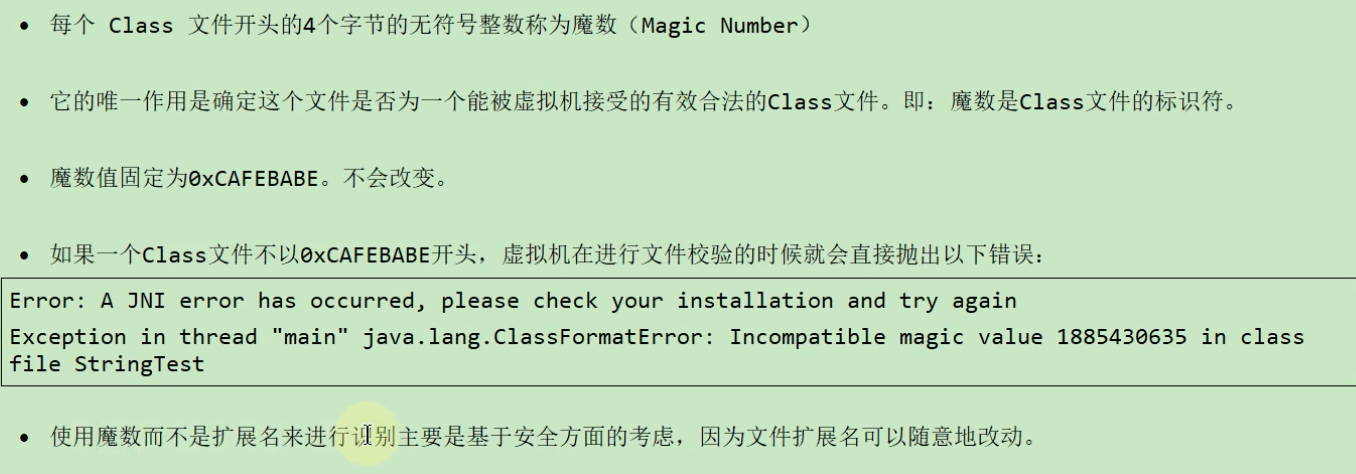 每个 Class 文件开头的4个字节的无符号整数称为魔数（Magic Number）
它的唯一作用是确定这个文件是否为一个能被虚拟机接受的有效合法的Class文件。即：魔数是Class文件的标识符。
魔数值固定为0xCAFEBABE。不会改变。
如果一个Class文件不以0xCAFEBABE开头，虚拟机在进行文件校验的时候就会直接抛出以下错误：
Error: A JNI error has occurred, please check your installation and try again
Exception in thread "main" java.lang.ClassFormatError: Incompatible magic value 1885430635 in class
file StringTest
使用魔数而不是扩展名来进行识别主要是基于安全方面的考虑，因为文件扩展名可以随意地改动。